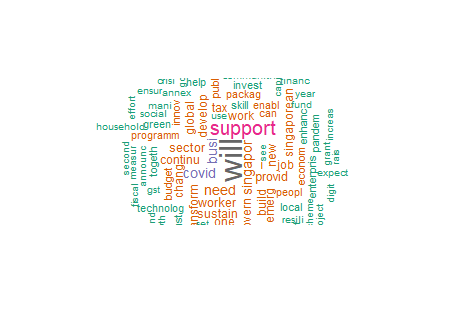 crisi
help
financ
invest
ensur
annex
publ
packag
year
effort
mani
innov
develop
tax
skill
enabl
fund
social
global
use
work
can
singaporean
enhanc
pandem
increas
household
green
programm
support
second
measur
announc
togeth
sector
busi
will
see
new
econom
grant
rais
continu
job
fiscal
gst
budget
chang
covid
provid
enterpris
expect
need
singapor
peopl
digit
technolog
worker
build
emerg
local
sustain
resili
one